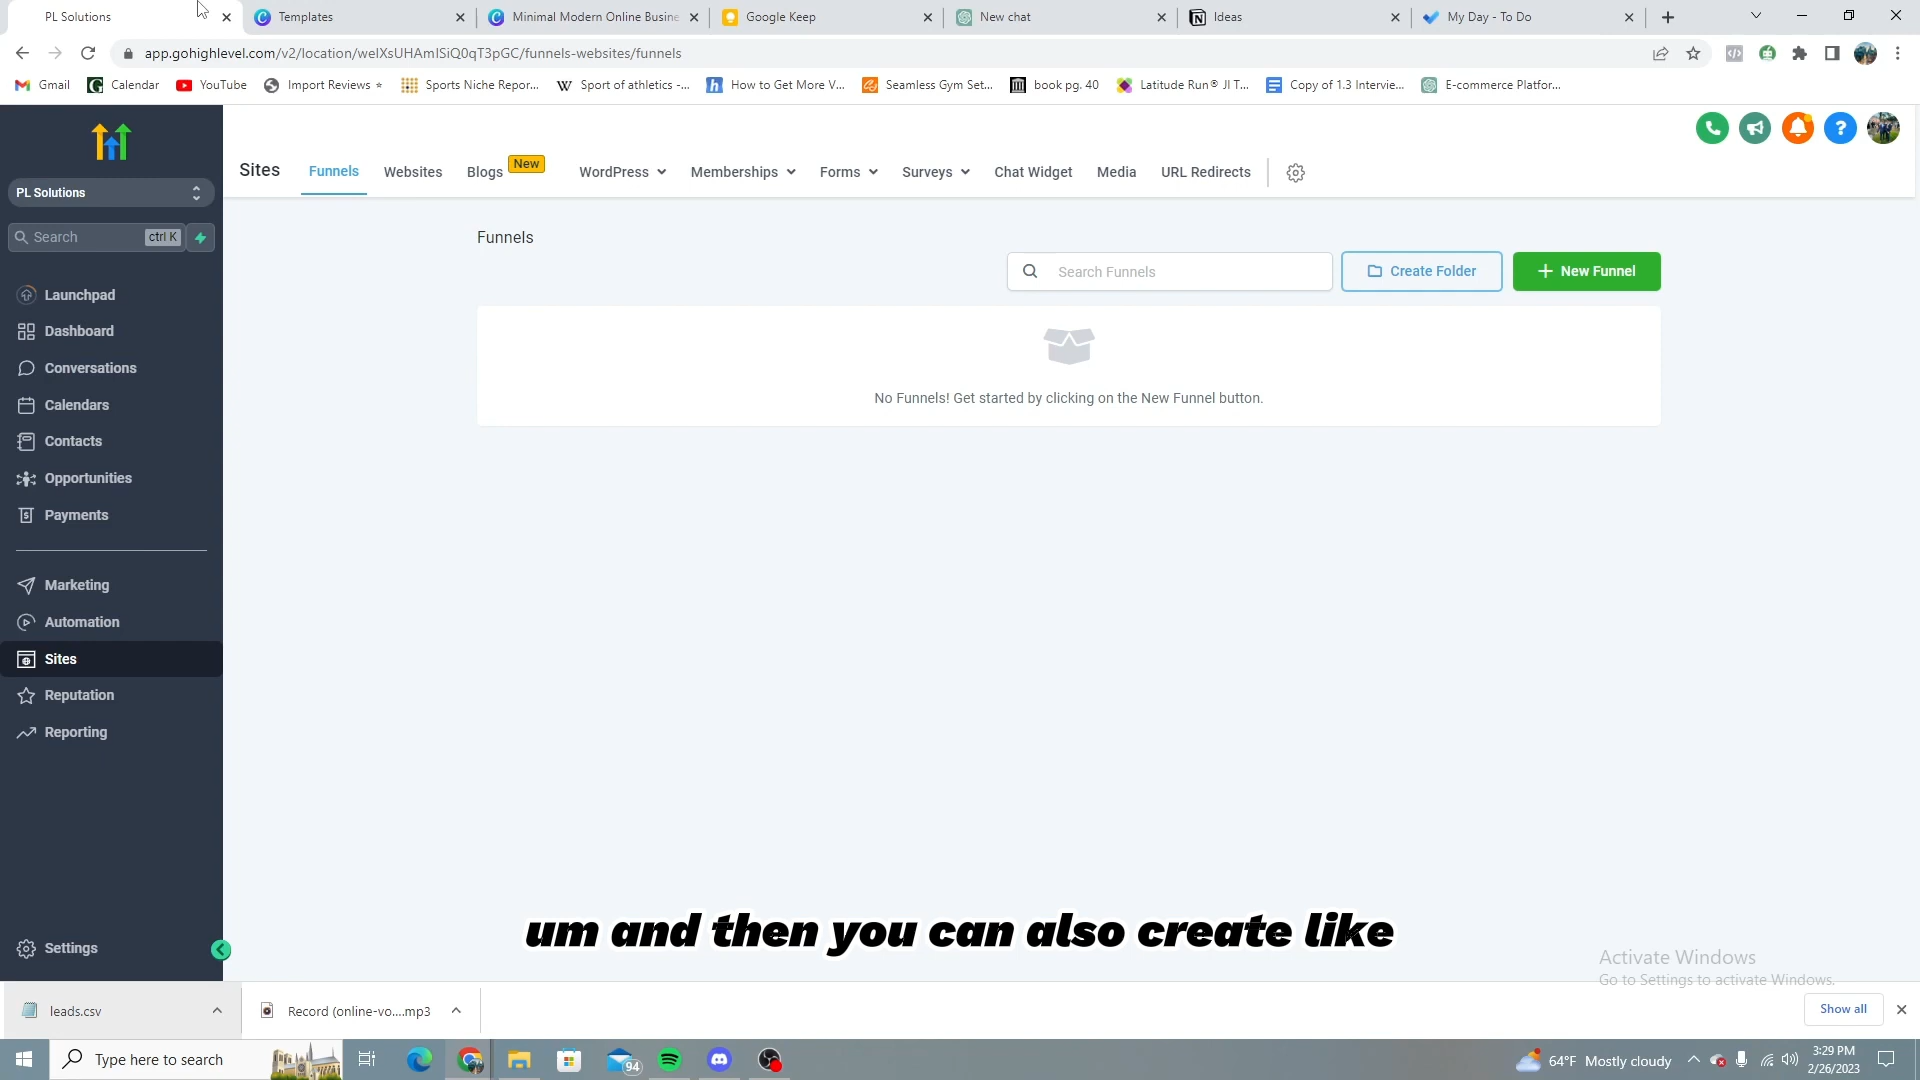 PL Solutions
Templates
Minimal Modern Online Busine
Google Keep
New chat
Ideas
My Day - To Do
app.gohighlevel.com/v2/location/welXsUHAmISiQ0qT3pGC/funnels-websites/funnels
Gmail
Calendar
YouTube
Import Reviews ⭐
Sports Niche Repor...
Sport of athletics -...
How to Get More V...
Seamless Gym Set...
book pg. 40
Latitude Run® JI T...
Copy of 1.3 Intervie...
E-commerce Platfor...
PL Solutions
Search
ctrl K
Launchpad
Dashboard
Conversations
Calendars
Contacts
Opportunities
Payments
Marketing
Automation
Sites
Reputation
Reporting
Settings
Sites
Funnels
Websites
Blogs
New
WordPress
Memberships
Forms
Surveys
Chat Widget
Media
URL Redirects
Funnels
Search Funnels
Create Folder
+ New Funnel
No Funnels! Get started by clicking on the New Funnel button.
um and then you can also create like
Activate Windows
Go to Settings to activate Windows.
leads.csv
Record (online-vo....mp3
Show all
Type here to search
94
64°F Mostly cloudy
3:29 PM
2/26/2023